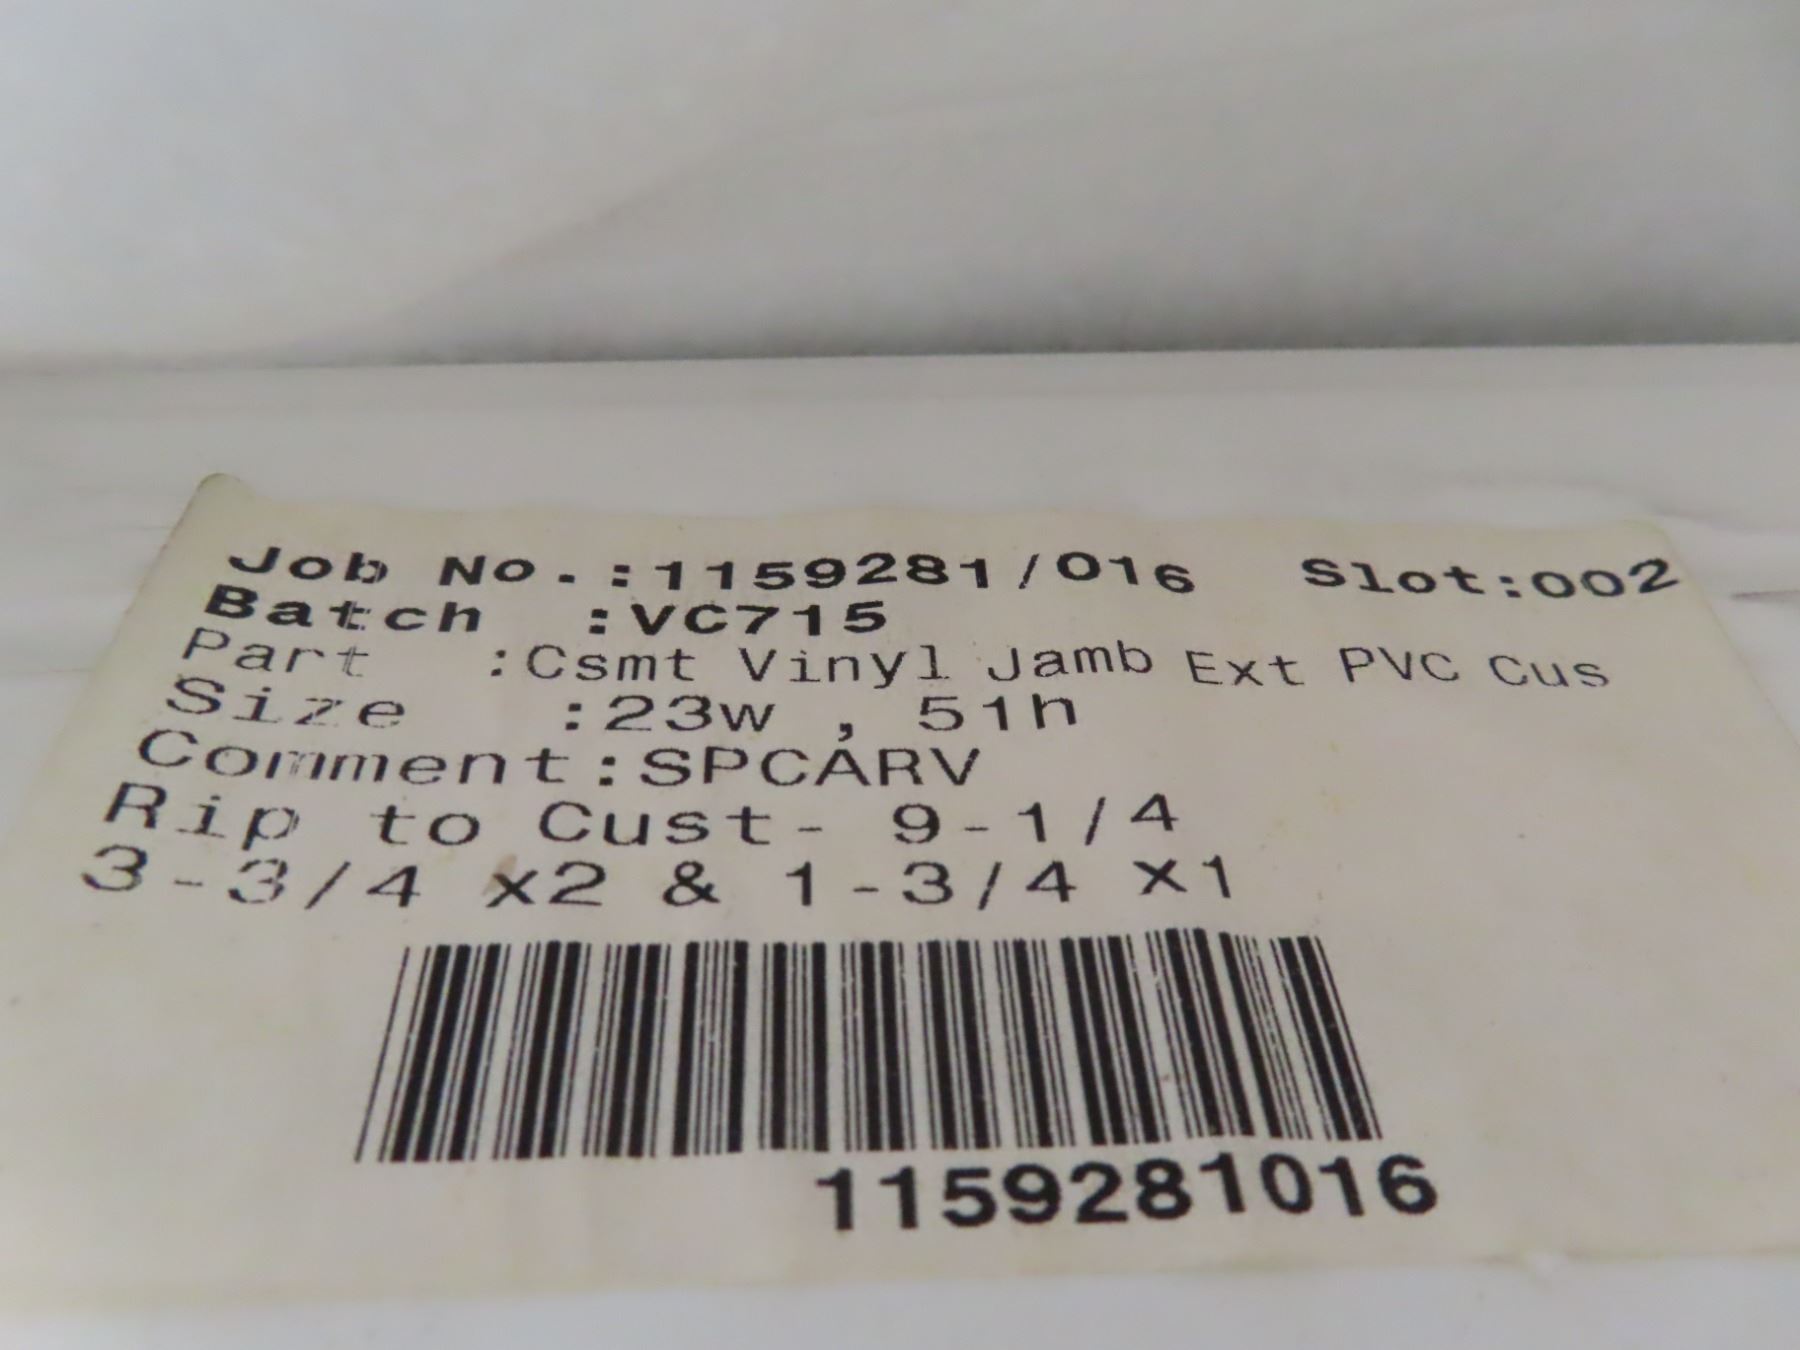 Job No.:1159281/016 Slot:002
Batch :VC715
Part :Csmt Vinyl Jamb Ext PVC Cus
Size :23w , 51h
Comment:SPCARV
Rip to Cust- 9-1/4
3-3/4 x2 & 1-3/4 x1
1159281016